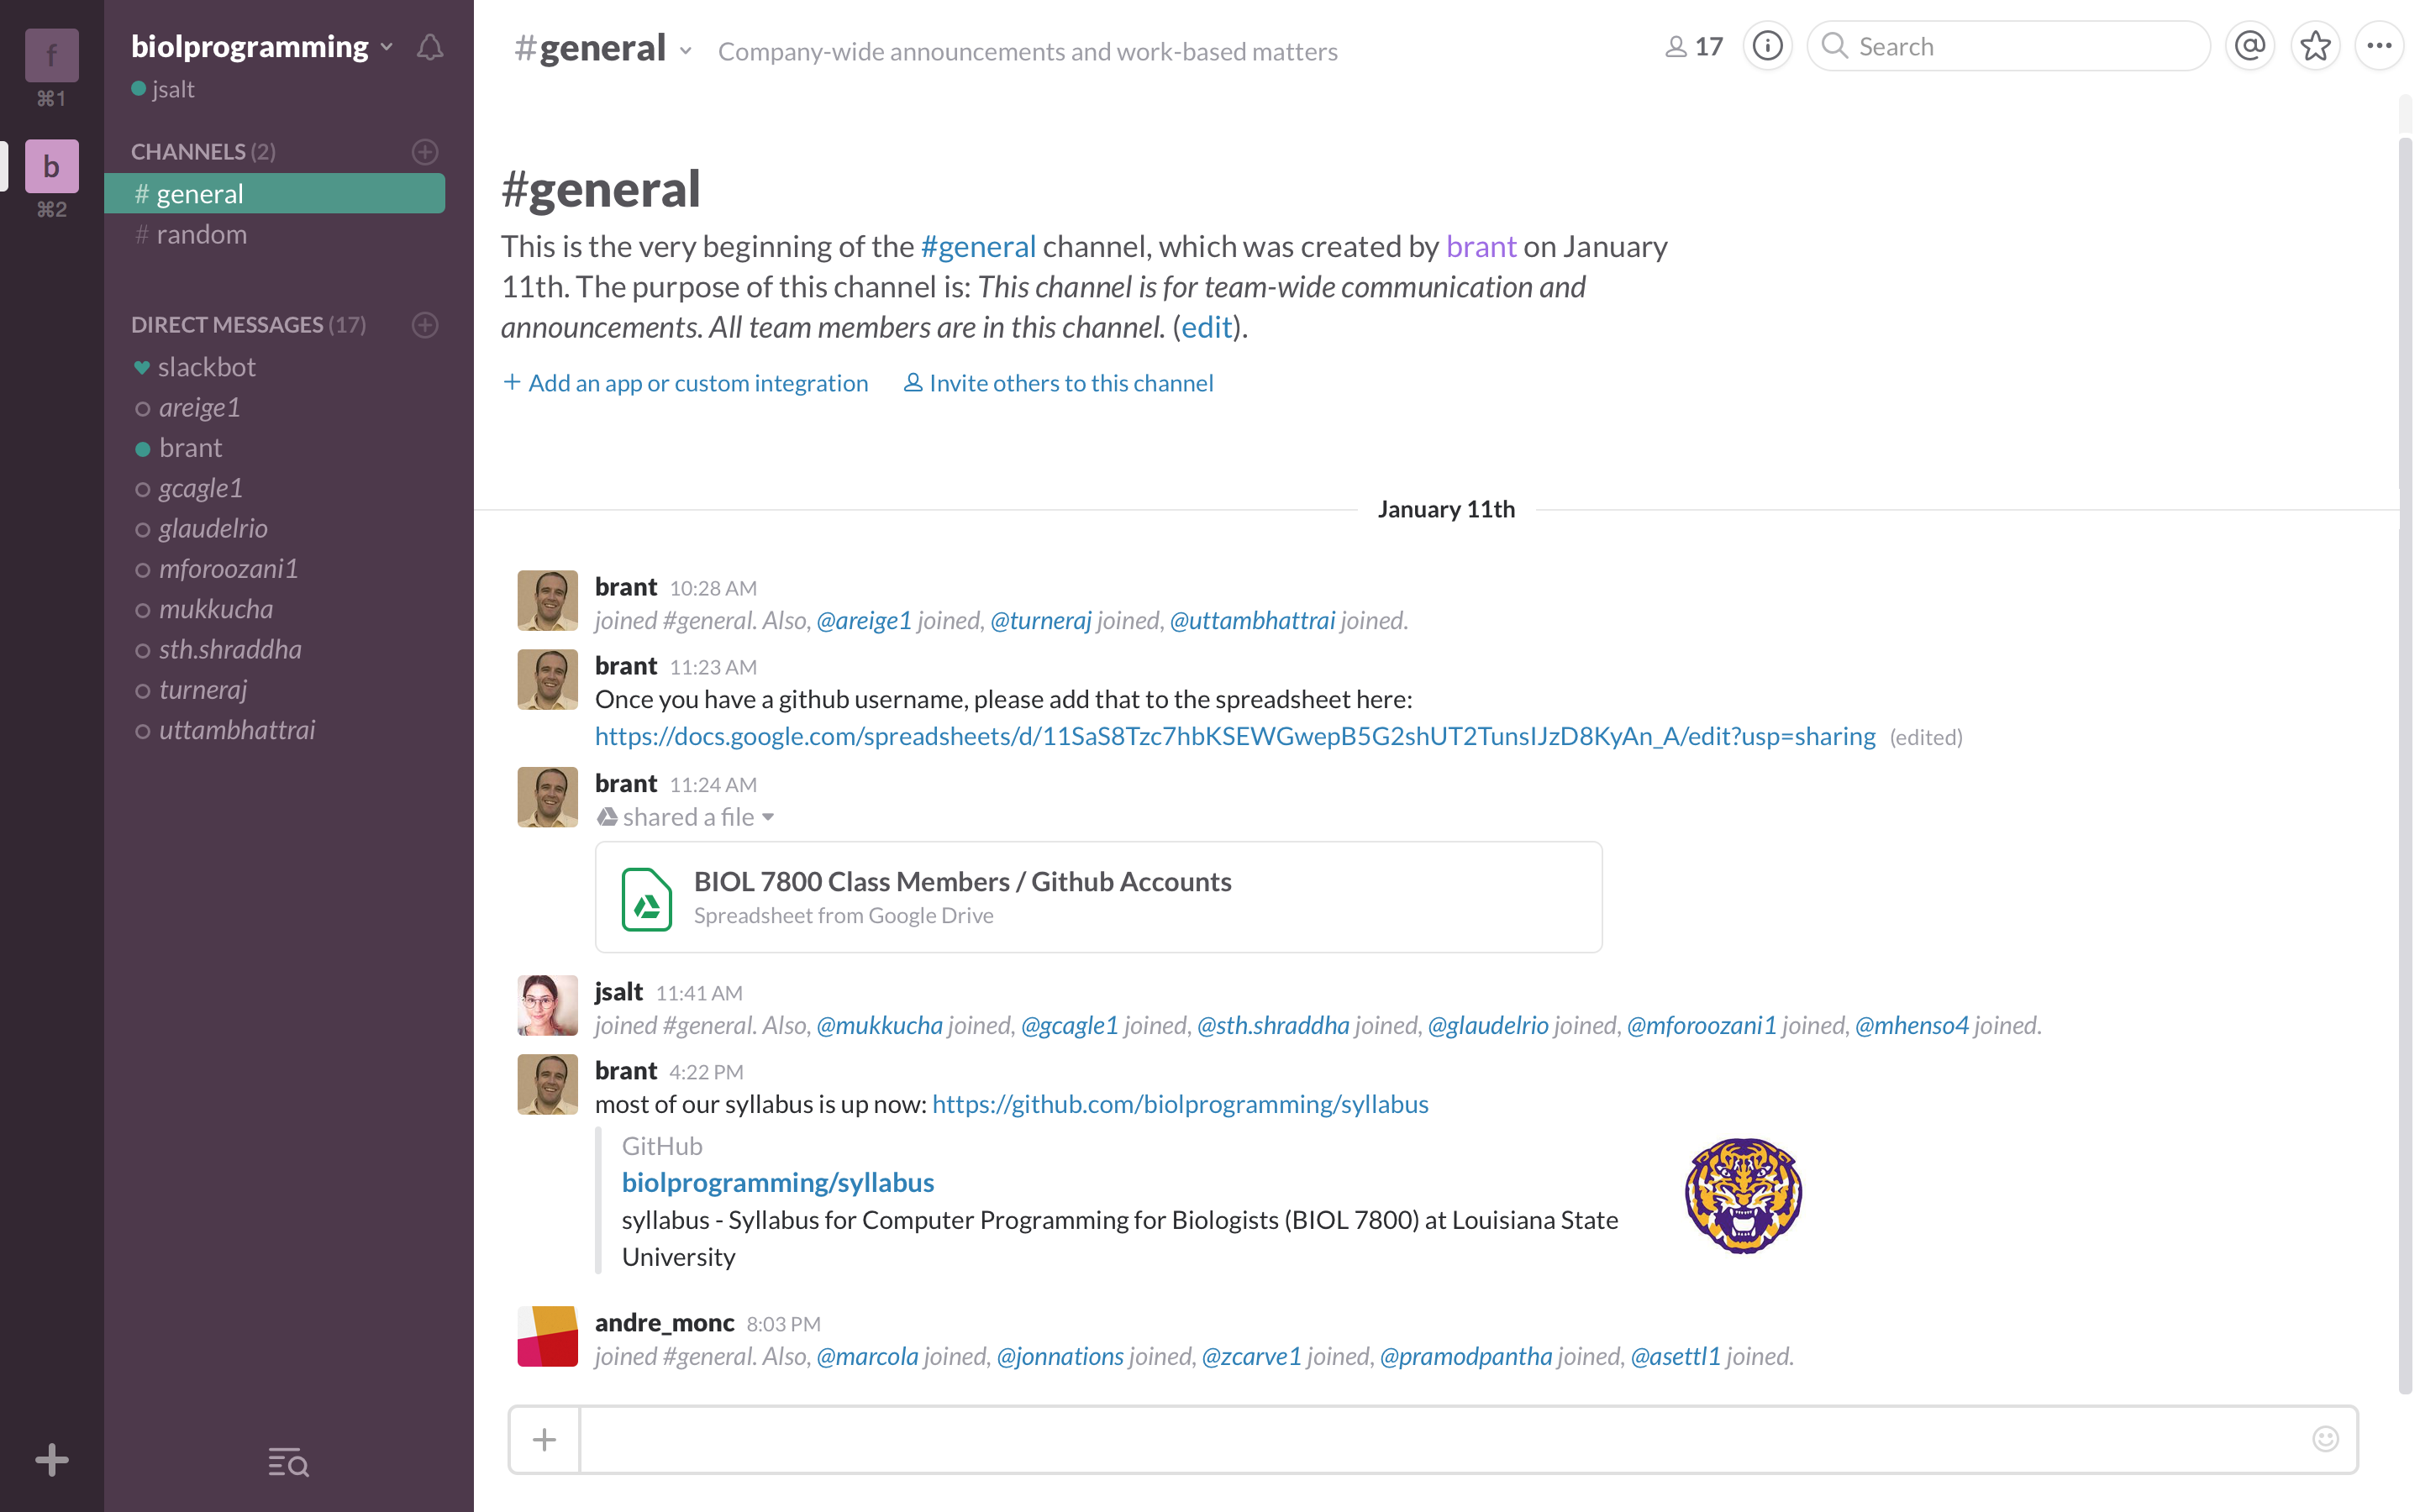 f
⌘1
b
⌘2
biolprogramming
jsalt
CHANNELS (2)
# general
# random
DIRECT MESSAGES (17)
slackbot
areige1
brant
gcagle1
glaudelrio
mforoozani1
mukkucha
sth.shraddha
turneraj
uttambhattrai
#general
Company-wide announcements and work-based matters
17
Search
#general
This is the very beginning of the #general channel, which was created by brant on January
11th. The purpose of this channel is: This channel is for team-wide communication and
announcements. All team members are in this channel. (edit).
+ Add an app or custom integration
Invite others to this channel
January 11th
brant 10:28 AM
joined #general. Also, @areige1 joined, @turneraj joined, @uttambhattrai joined.
brant 11:23 AM
Once you have a github username, please add that to the spreadsheet here:
https://docs.google.com/spreadsheets/d/11SaS8Tzc7hbKSEWGwepB5G2shUT2TunsIJzD8KyAn_A/edit?usp=sharing (edited)
brant 11:24 AM
shared a file
BIOL 7800 Class Members / Github Accounts
Spreadsheet from Google Drive
jsalt 11:41 AM
joined #general. Also, @mukkucha joined, @gcagle1 joined, @sth.shraddha joined, @glaudelrio joined, @mforoozani1 joined, @mhenso4 joined.
brant 4:22 PM
most of our syllabus is up now: https://github.com/biolprogramming/syllabus
GitHub
biolprogramming/syllabus
syllabus - Syllabus for Computer Programming for Biologists (BIOL 7800) at Louisiana State
University
andre_monc 8:03 PM
joined #general. Also, @marcola joined, @jonnations joined, @zcarve1 joined, @pramodpantha joined, @asettl1 joined.